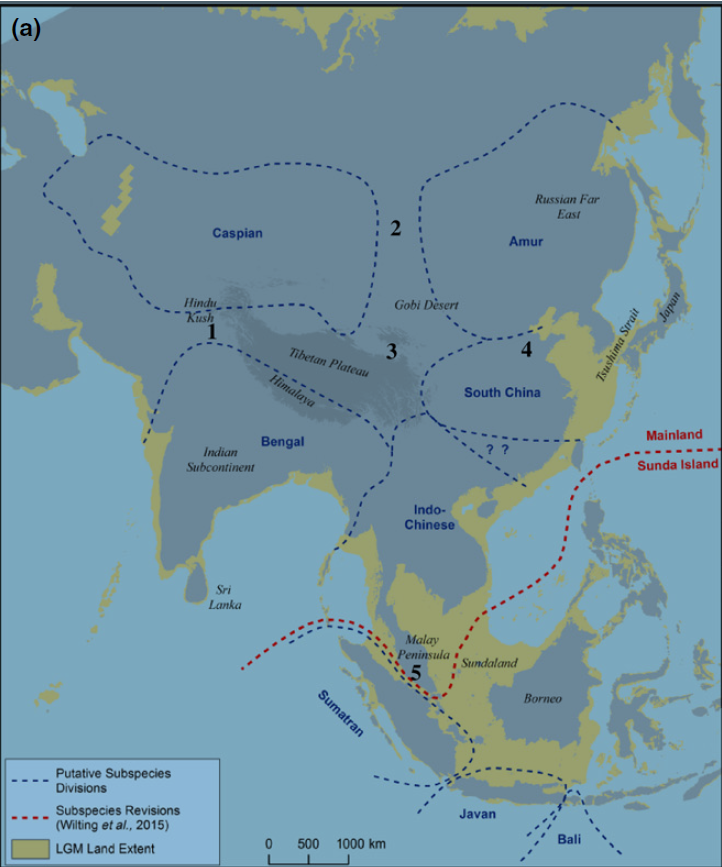 (a)
Russian Far
East
2
Caspian
Amur
Hindu
Kush
Gobi Desert
Japan
Tsushima Strait
1
3
4
Tibetan Plateau
Himalaya
South China
Mainland
Sunda Island
Bengal
? ?
Indian
Subcontinent
Indo-
Chinese
Sri
Lanka
Malay
Peninsula
Sundaland
5
Borneo
Sumatran
Putative Subspecies
Divisions
Subspecies Revisions
(Wilting et al., 2015)
LGM Land Extent
Javan
Bali
0 500 1000 km